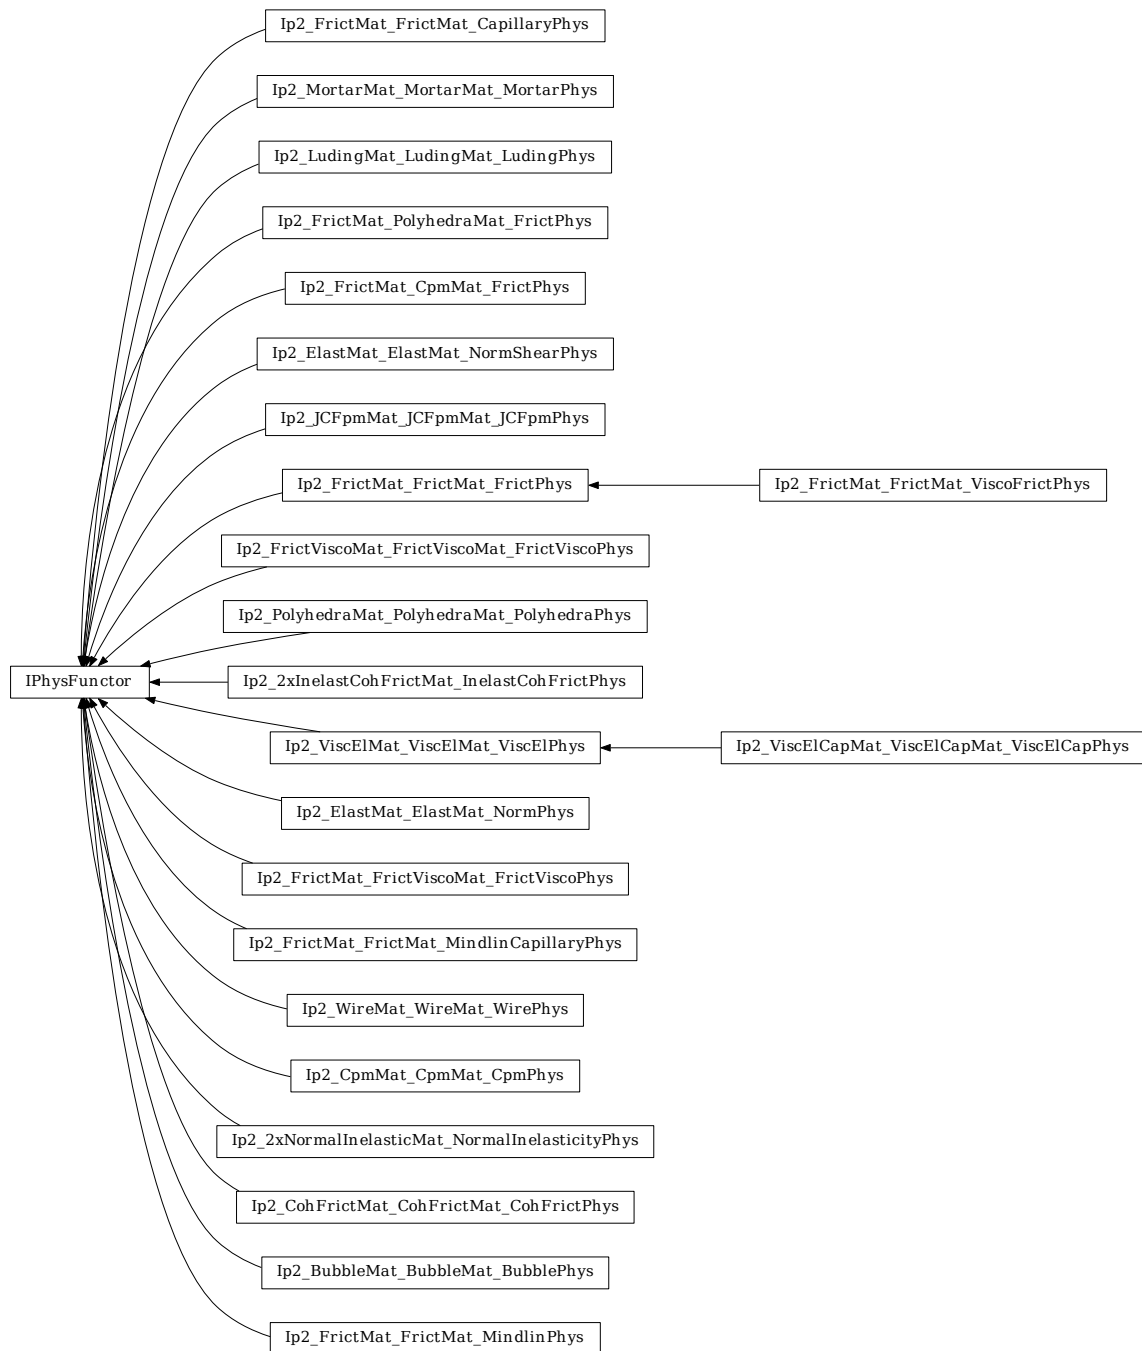 Ip2_FrictMat_FrictMat_CapillaryPhys
Ip2_MortarMat_MortarMat_MortarPhys
Ip2_LudingMat_LudingMat_LudingPhys
Ip2_FrictMat_PolyhedraMat_FrictPhys
Ip2_FrictMat_CpmMat_FrictPhys
Ip2_ElastMat_ElastMat_NormShearPhys
Ip2_JCFpmMat_JCFpmMat_JCFpmPhys
Ip2_FrictMat_FrictMat_FrictPhys
Ip2_FrictMat_FrictMat_ViscoFrictPhys
Ip2_FrictViscoMat_FrictViscoMat_FrictViscoPhys
Ip2_PolyhedraMat_PolyhedraMat_PolyhedraPhys
IPhysFunctor
Ip2_2xInelastCohFrictMat_InelastCohFrictPhys
Ip2_ViscElMat_ViscElMat_ViscElPhys
Ip2_ViscElCapMat_ViscElCapMat_ViscElCapPhys
Ip2_ElastMat_ElastMat_NormPhys
Ip2_FrictMat_FrictViscoMat_FrictViscoPhys
Ip2_FrictMat_FrictMat_MindlinCapillaryPhys
Ip2_WireMat_WireMat_WirePhys
Ip2_CpmMat_CpmMat_CpmPhys
Ip2_2xNormalInelasticMat_NormalInelasticityPhys
Ip2_CohFrictMat_CohFrictMat_CohFrictPhys
Ip2_BubbleMat_BubbleMat_BubblePhys
Ip2_FrictMat_FrictMat_MindlinPhys